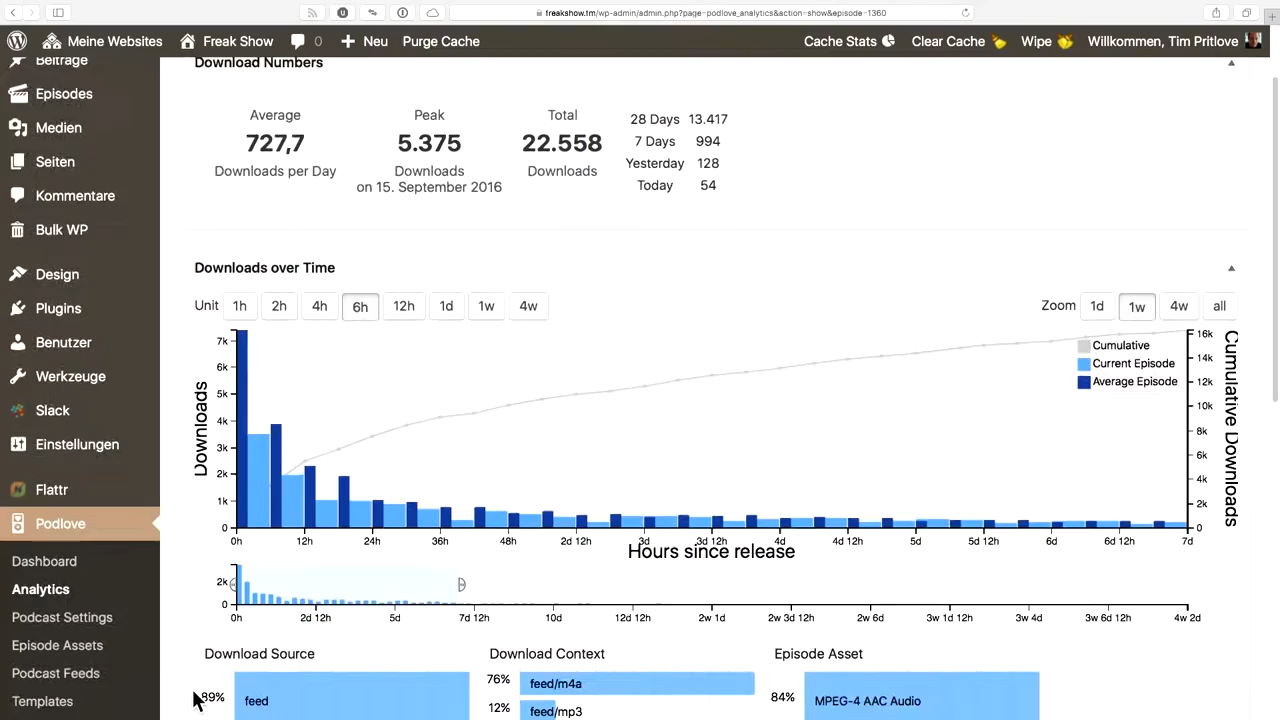 freakshow.fm/wp-admin/admin.php?page=podlove_analytics&action=show&episode=1360
Meine Websites
Freak Show
0
Neu
Purge Cache
Cache Stats
Clear Cache
Wipe
Willkommen, Tim Pritlove
Beiträge
Episodes
Medien
Seiten
Kommentare
Bulk WP
Design
Plugins
Benutzer
Werkzeuge
Slack
Einstellungen
Flattr
Podlove
Dashboard
Analytics
Podcast Settings
Episode Assets
Podcast Feeds
Templates
Download Numbers
Average
727,7
Downloads per Day
Peak
5.375
Downloads
on 15. September 2016
Total
22.558
Downloads
28 Days 13.417
7 Days 994
Yesterday 128
Today 54
Downloads over Time
Unit 1h 2h 4h 6h 12h 1d 1w 4w
Zoom 1d 1w 4w all
Downloads
7k
6k
5k
4k
3k
2k
1k
0
Cumulative
Current Episode
Average Episode
16k
14k
12k
10k
8k
6k
4k
2k
0
Cumulative Downloads
0h 12h 24h 36h 48h 2d 12h 3d 3d 12h 4d 4d 12h 5d 5d 12h 6d 6d 12h 7d
Hours since release
2k
0
0h 2d 12h 5d 7d 12h 10d 12d 12h 2w 1d 2w 3d 12h 2w 6d 3w 1d 12h 3w 4d 3w 6d 12h 4w 2d
Download Source
89% feed
Download Context
76% feed/m4a
12% feed/mp3
Episode Asset
84% MPEG-4 AAC Audio